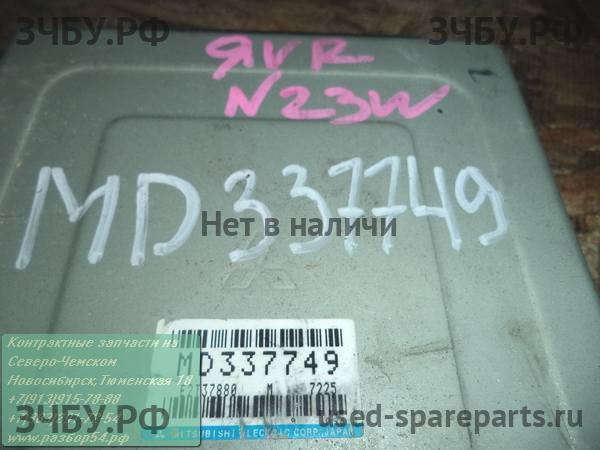 ЗЧБУ.РФ
ЗЧБУ.РФ
ЯVR
N23W
MD337749
Нет в наличи
Контрактные запчасти на
Северо-Чемском
Новосибирск,Тюменская 18
+7(913)915-78-88
www.разбор54.рф
MD337749
E2T37880 M 7225
MITSUBISHI ELECTRIC CORP.JAPAN
ЗЧБУ.РФ
used-spareparts.ru